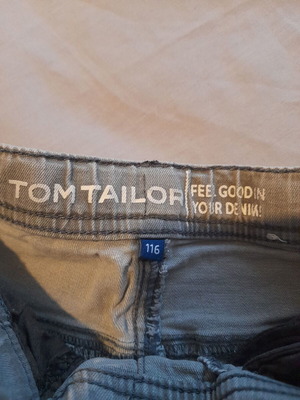 TOM TAILOR
FEEL GOOD IN
YOUR DENIM!
116